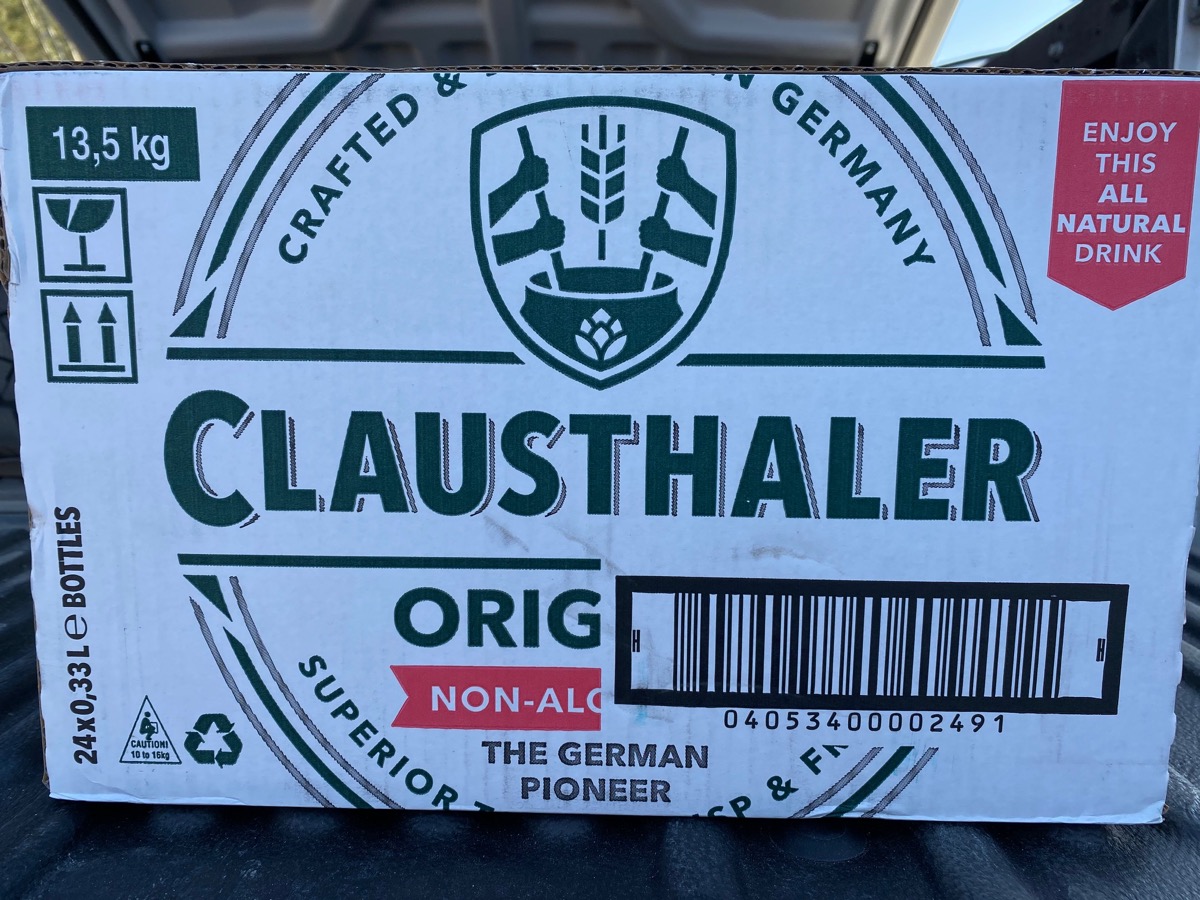 13,5 kg
CRAFTED &
GERMANY
ENJOY
THIS
ALL
NATURAL
DRINK
CLAUSTHALER
24x0,33 L e BOTTLES
ORIG
NON-ALC
THE GERMAN
PIONEER
SUPERIOR
&
CAUTION!
10 to 16kg
H
H
04053400002491